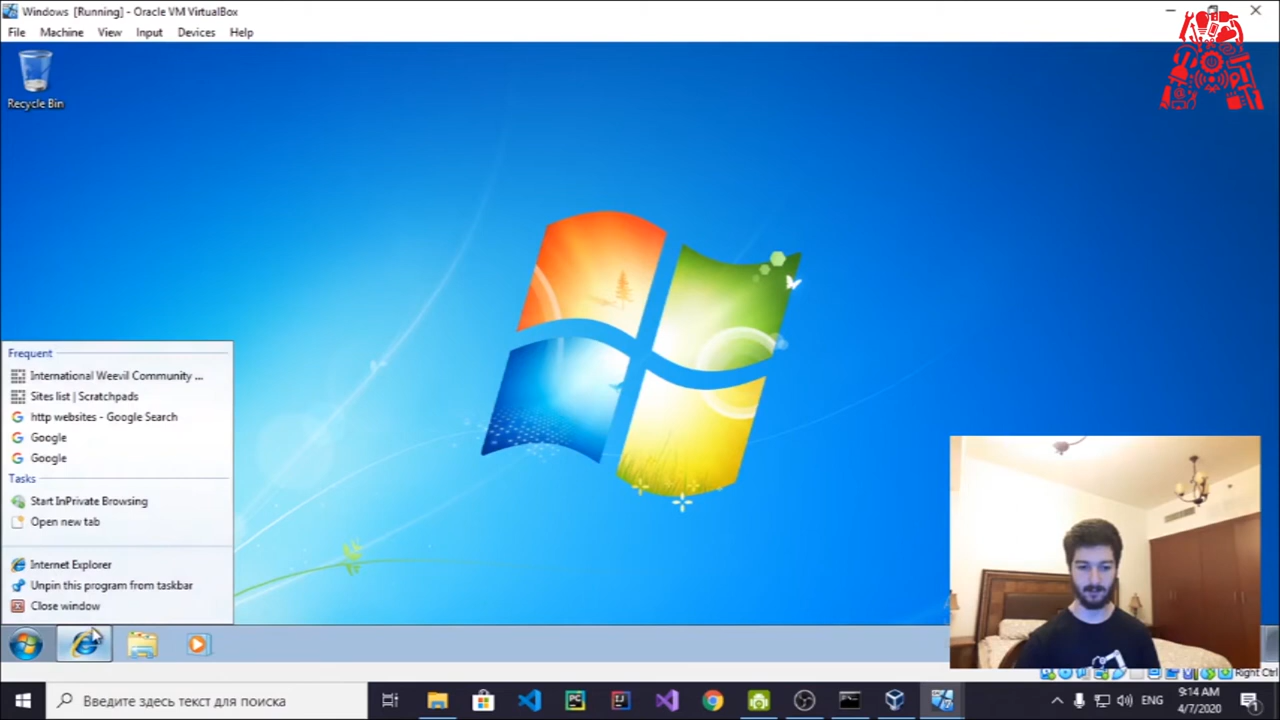 Windows [Running] - Oracle VM VirtualBox
File Machine View Input Devices Help
Recycle Bin
Frequent
International Weevil Community ...
Sites list | Scratchpads
http websites - Google Search
Google
Google
Tasks
Start InPrivate Browsing
Open new tab
Internet Explorer
Unpin this program from taskbar
Close window
Right Ctrl
Введите здесь текст для поиска
PC
ENG
9:14 AM
4/7/2020
1